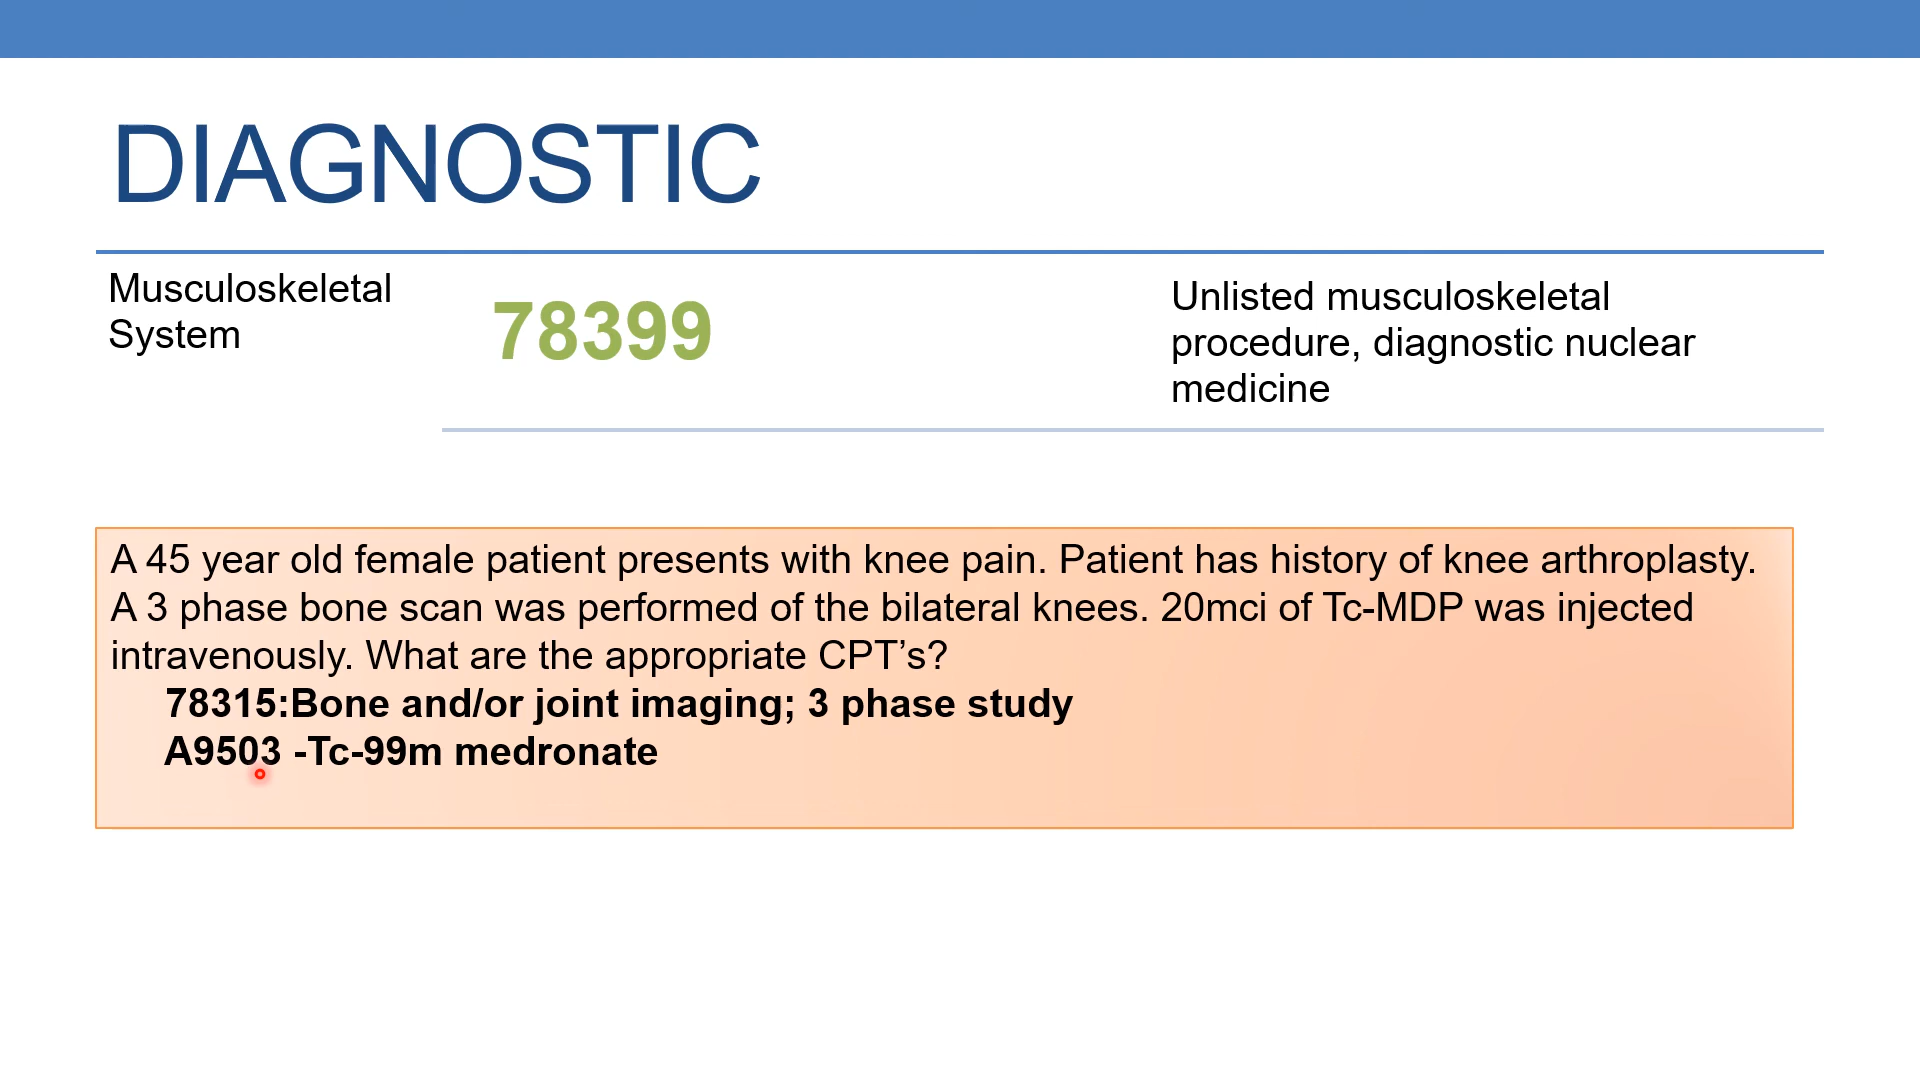 DIAGNOSTIC
Musculoskeletal
System
78399
Unlisted musculoskeletal
procedure, diagnostic nuclear
medicine
A 45 year old female patient presents with knee pain. Patient has history of knee arthroplasty.
A 3 phase bone scan was performed of the bilateral knees. 20mci of Tc-MDP was injected
intravenously. What are the appropriate CPT’s?
78315:Bone and/or joint imaging; 3 phase study
A9503 -Tc-99m medronate